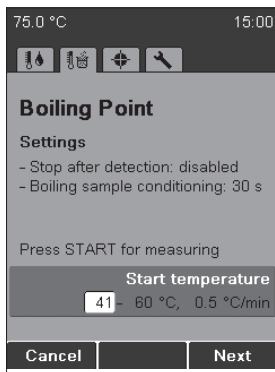 75.0 °C 15:00
Boiling Point
Settings
– Stop after detection: disabled
– Boiling sample conditioning: 30 s
Press START for measuring
Start temperature
41 – 60 °C, 0.5 °C/min
Cancel Next